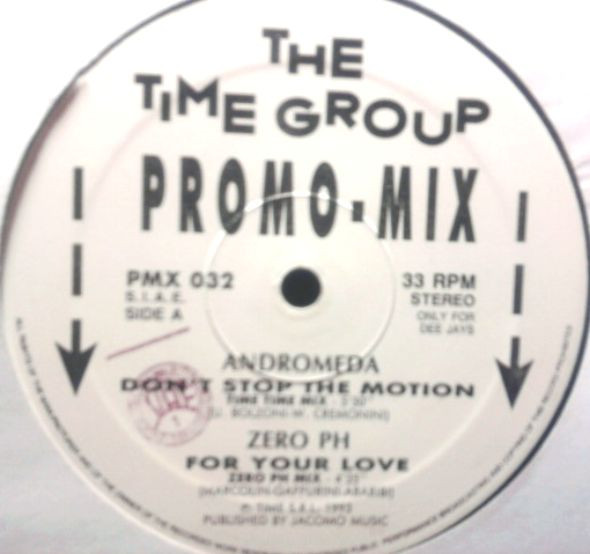 THE
TIME GROUP
PROMO-MIX
PMX 032
S.I.A.E.
SIDE A
33 RPM
STEREO
ONLY FOR
DEE JAYS
ANDROMEDA
DON'T STOP THE MOTION
TIME TIME MIX
CREMONINI)
ZERO PH
FOR YOUR LOVE
ZERO PH MIX
PUBLISHED BY JACOMO MUSIC